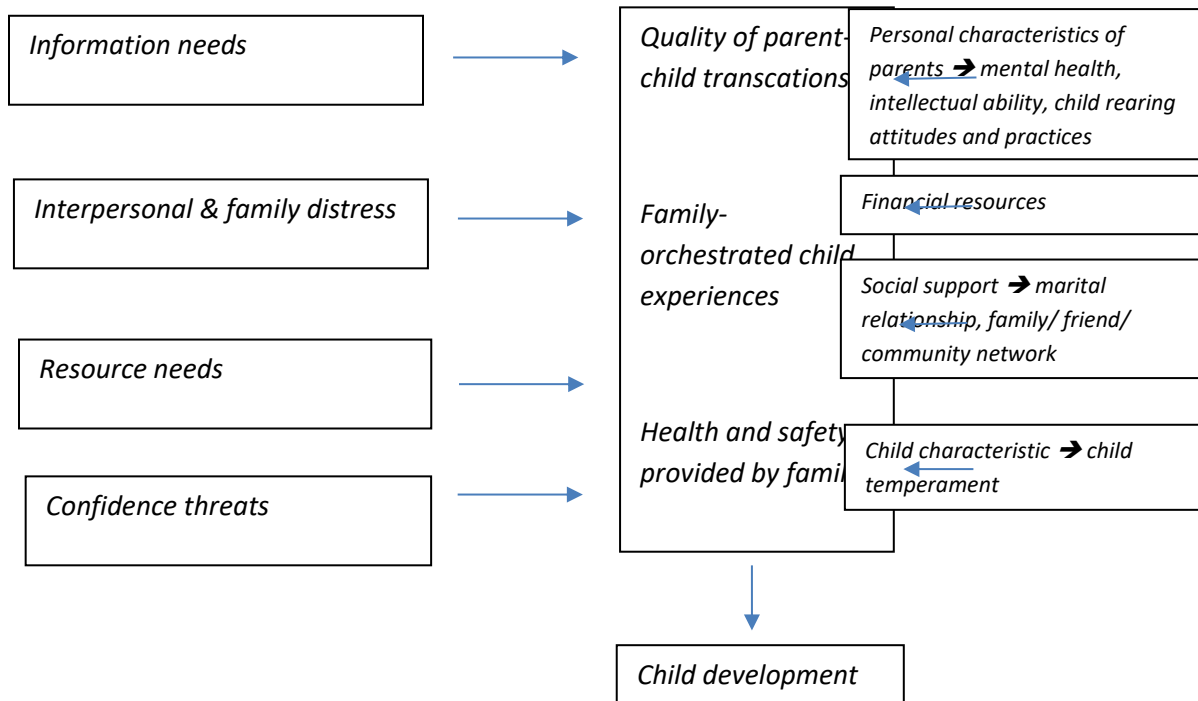 Information needs
Interpersonal & family distress
Resource needs
Confidence threats
Quality of parent-
child transcations
Family-
orchestrated child
experiences
Health and safety
provided by famil
Personal characteristics of
parents ➔ mental health,
intellectual ability, child rearing
attitudes and practices
Financial resources
Social support ➔ marital
relationship, family/ friend/
community network
Child characteristic ➔ child
temperament
Child development